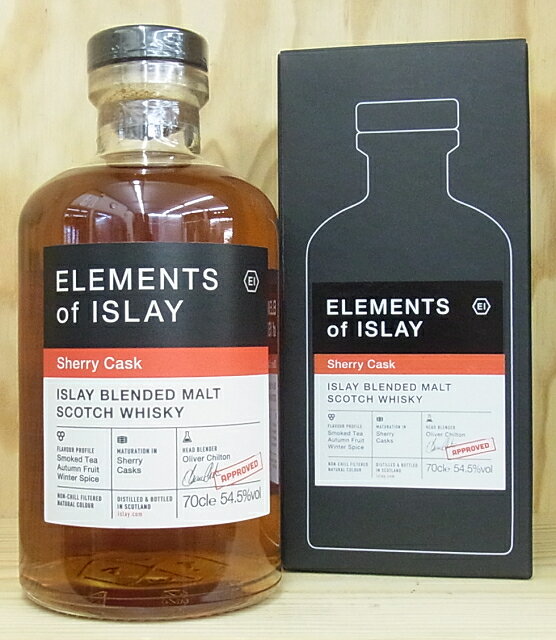 ELEMENTS
of ISLAY
EI
Sherry Cask
ISLAY BLENDED MALT
SCOTCH WHISKY
FLAVOUR PROFILE
Smoked Tea
Autumn Fruit
Winter Spice
MATURATION IN
Sherry
Casks
HEAD BLENDER
Oliver Chilton
APPROVED
NON-CHILL FILTERED
NATURAL COLOUR
DISTILLED & BOTTLED
IN SCOTLAND
islay.com
70cle 54.5%vol
ELEMENTS
of ISLAY
EI
Sherry Cask
ISLAY BLENDED MALT
SCOTCH WHISKY
FLAVOUR PROFILE
Smoked Tea
Autumn Fruit
Winter Spice
MATURATION IN
Sherry
Casks
HEAD BLENDER
Oliver Chilton
APPROVED
NON-CHILL FILTERED
NATURAL COLOUR
DISTILLED & BOTTLED
IN SCOTLAND
islay.com
70cle 54.5%vol